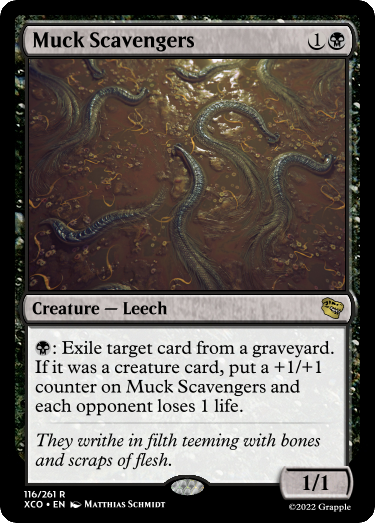 Muck Scavengers 1
Creature — Leech
: Exile target card from a graveyard.
If it was a creature card, put a +1/+1
counter on Muck Scavengers and
each opponent loses 1 life.
They writhe in filth teeming with bones
and scraps of flesh.
1/1
116/261 R
XCO • EN Matthias Schmidt
©2022 Grapple